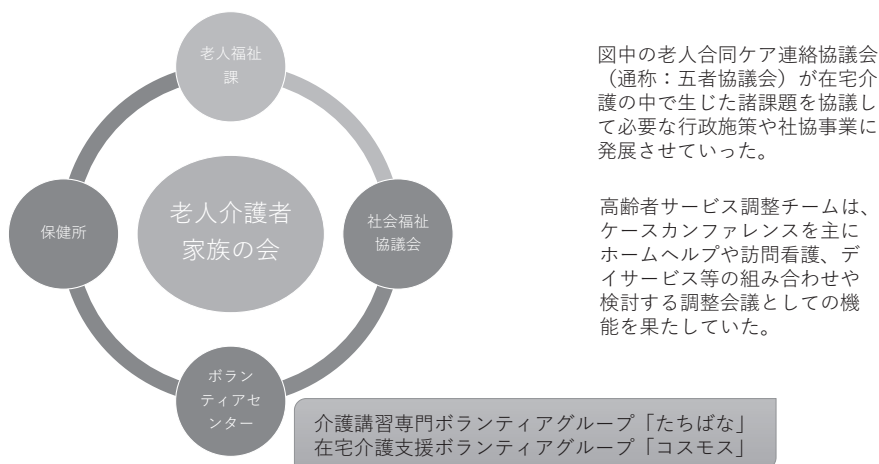 老人福祉
課
図中の老人合同ケア連絡協議会
（通称：五者協議会）が在宅介
護の中で生じた諸課題を協議し
て必要な行政施策や社協事業に
発展させていった。
保健所
老人介護者
家族の会
社会福祉
協議会
高齢者サービス調整チームは、
ケースカンファレンスを主に
ホームヘルプや訪問看護、デ
イサービス等の組み合わせや
検討する調整会議としての機
能を果たしていた。
ボラン
ティアセ
ンター
介護講習専門ボランティアグループ「たちばな」
在宅介護支援ボランティアグループ「コスモス」